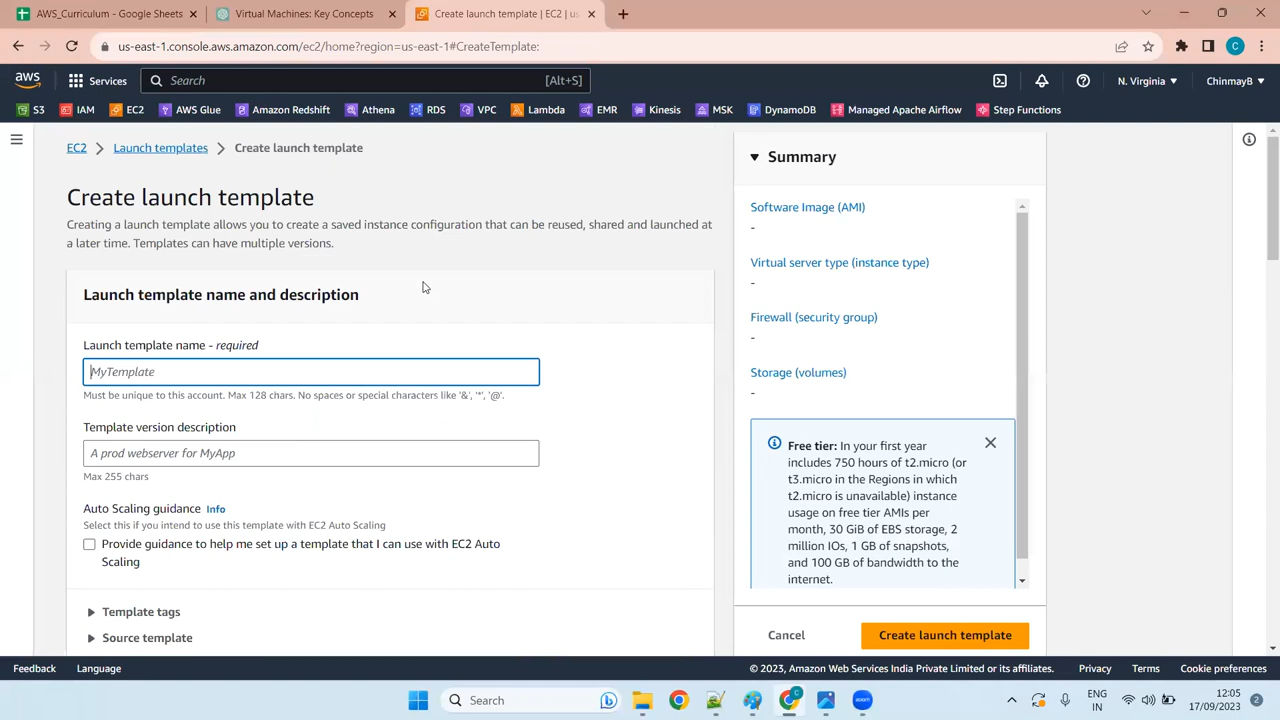 AWS_Curriculum - Google Sheets
Virtual Machines: Key Concepts
Create launch template | EC2 | us
us-east-1.console.aws.amazon.com/ec2/home?region=us-east-1#CreateTemplate:
C
aws
Services
Search
[Alt+S]
N. Virginia
ChinmayB
S3
IAM
EC2
AWS Glue
Amazon Redshift
Athena
RDS
VPC
Lambda
EMR
Kinesis
MSK
DynamoDB
Managed Apache Airflow
Step Functions
EC2
Launch templates
Create launch template
Create launch template
Creating a launch template allows you to create a saved instance configuration that can be reused, shared and launched at
a later time. Templates can have multiple versions.
Launch template name and description
Launch template name - required
MyTemplate
Must be unique to this account. Max 128 chars. No spaces or special characters like '&', '*', '@'.
Template version description
A prod webserver for MyApp
Max 255 chars
Auto Scaling guidance Info
Select this if you intend to use this template with EC2 Auto Scaling
Provide guidance to help me set up a template that I can use with EC2 Auto
Scaling
Template tags
Source template
Summary
Software Image (AMI)
-
Virtual server type (instance type)
-
Firewall (security group)
-
Storage (volumes)
-
Free tier: In your first year
includes 750 hours of t2.micro (or
t3.micro in the Regions in which
t2.micro is unavailable) instance
usage on free tier AMIs per
month, 30 GiB of EBS storage, 2
million IOs, 1 GB of snapshots,
and 100 GB of bandwidth to the
internet.
Cancel
Create launch template
Feedback
Language
© 2023, Amazon Web Services India Private Limited or its affiliates.
Privacy
Terms
Cookie preferences
Search
zoom
ENG
IN
12:05
17/09/2023
2